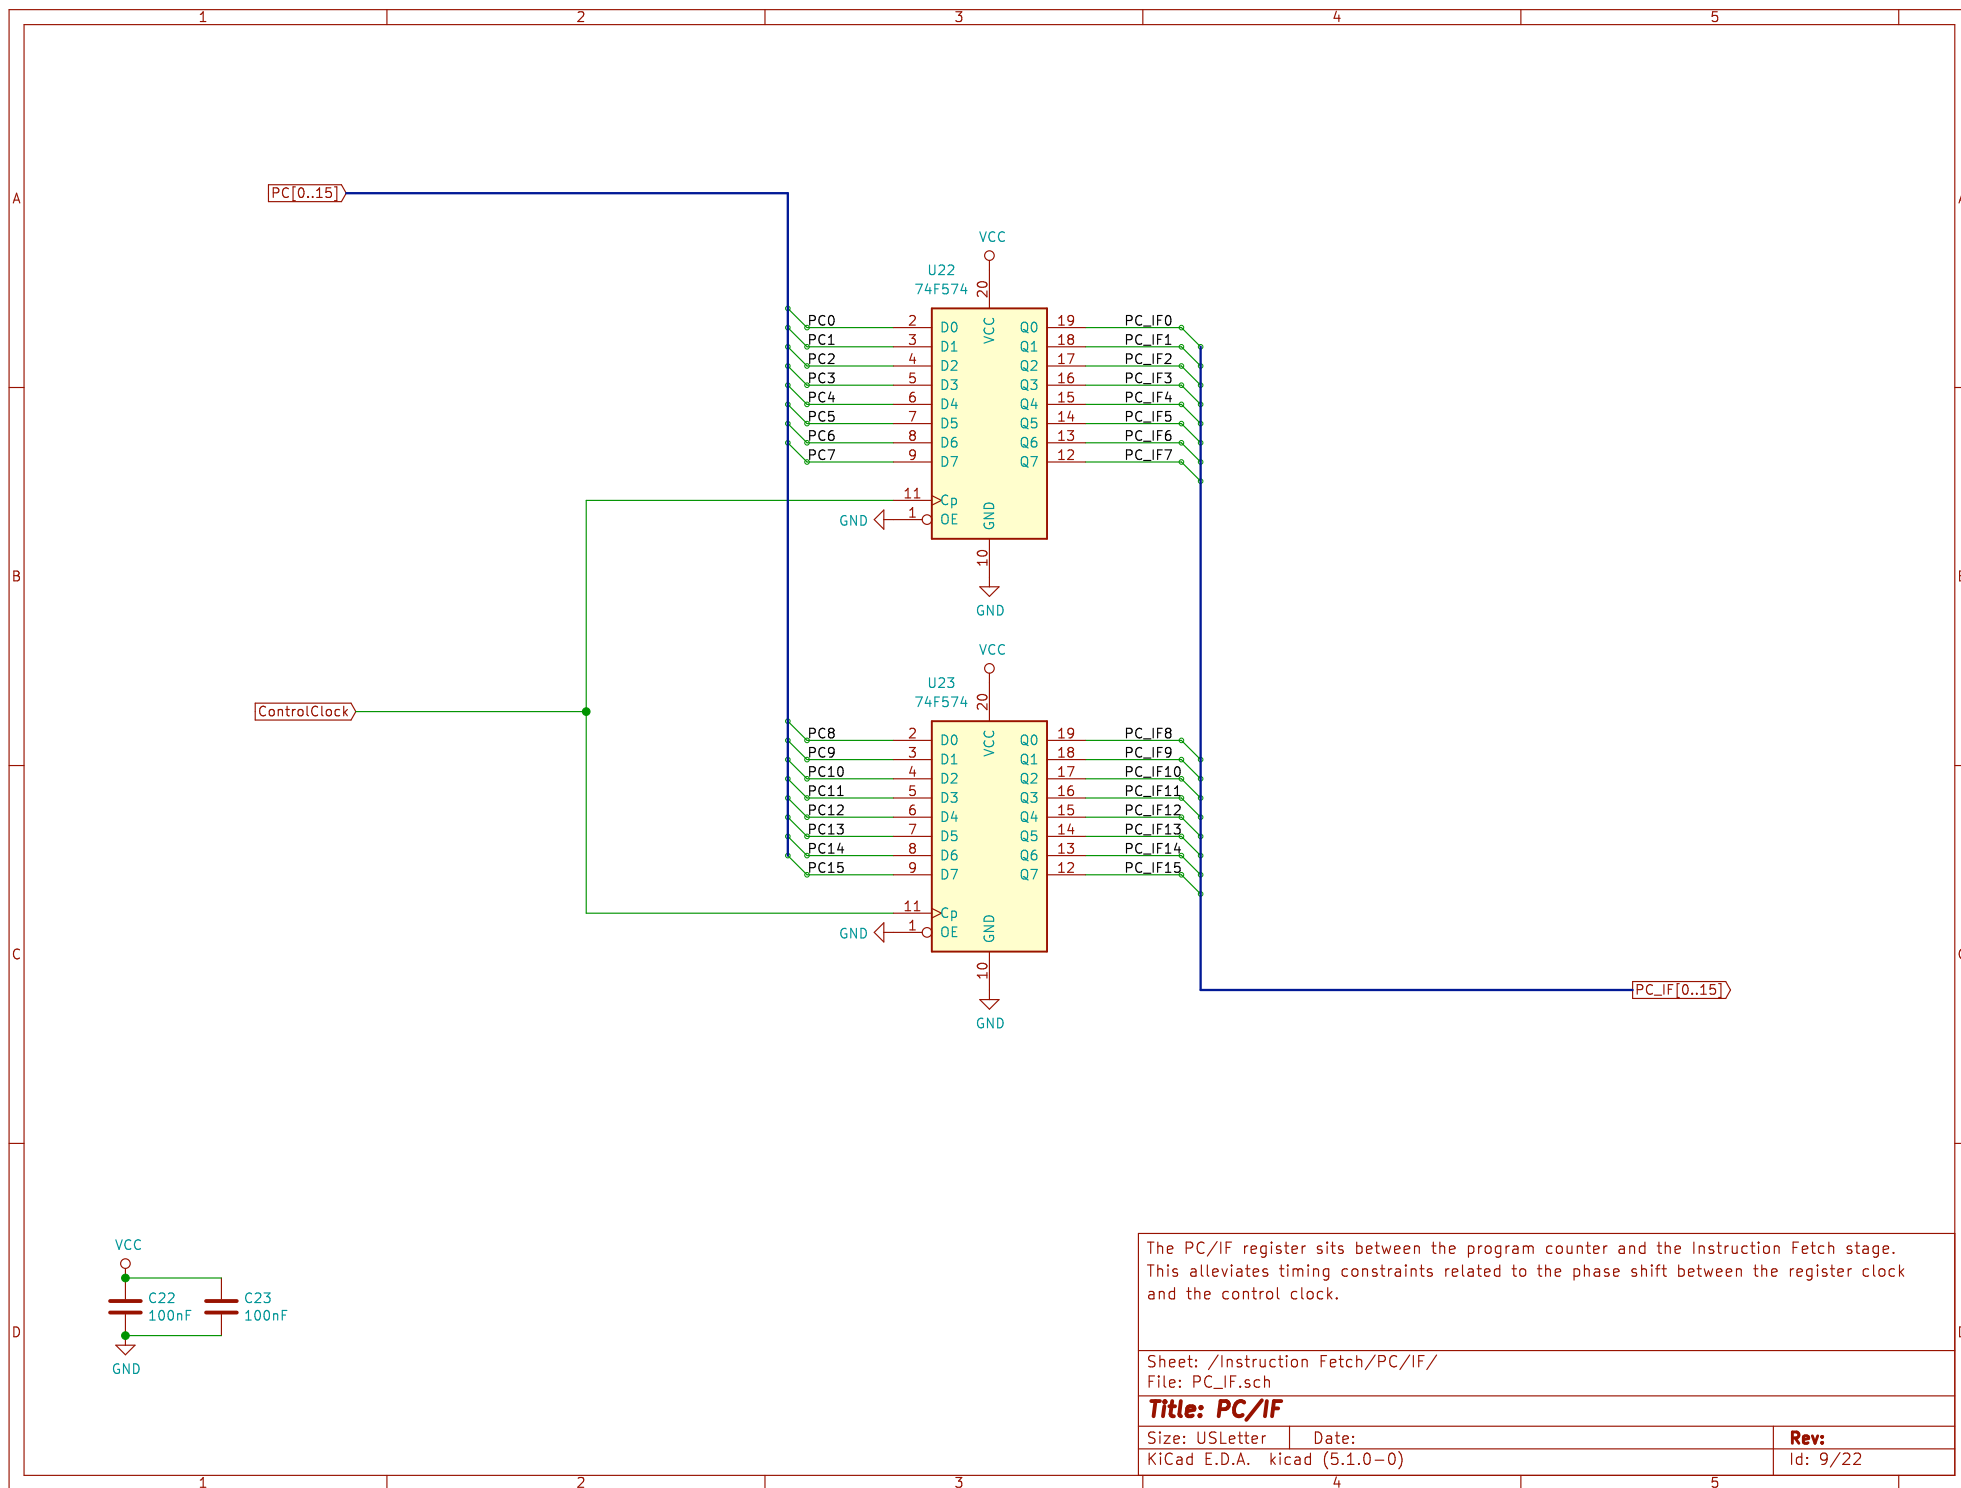 1 2 3 4 5
A
PC[0..15]
VCC
U22
74F574
20
VCC
PC0 2 D0 Q0 19 PC_IF0
PC1 3 D1 Q1 18 PC_IF1
PC2 4 D2 Q2 17 PC_IF2
PC3 5 D3 Q3 16 PC_IF3
PC4 6 D4 Q4 15 PC_IF4
PC5 7 D5 Q5 14 PC_IF5
PC6 8 D6 Q6 13 PC_IF6
PC7 9 D7 Q7 12 PC_IF7
11 Cp
GND 1 OE
GND
10
B
GND
VCC
U23
74F574
20
VCC
ControlClock
PC8 2 D0 Q0 19 PC_IF8
PC9 3 D1 Q1 18 PC_IF9
PC10 4 D2 Q2 17 PC_IF10
PC11 5 D3 Q3 16 PC_IF11
PC12 6 D4 Q4 15 PC_IF12
PC13 7 D5 Q5 14 PC_IF13
PC14 8 D6 Q6 13 PC_IF14
PC15 9 D7 Q7 12 PC_IF15
11 Cp
GND 1 OE
GND
10
C
GND
PC_IF[0..15]
VCC
C22
100nF
C23
100nF
GND
D
The PC/IF register sits between the program counter and the Instruction Fetch stage.
This alleviates timing constraints related to the phase shift between the register clock
and the control clock.
Sheet: /Instruction Fetch/PC/IF/
File: PC_IF.sch
Title: PC/IF
Size: USLetter Date: Rev:
KiCad E.D.A. kicad (5.1.0-0) Id: 9/22
1 2 3 4 5